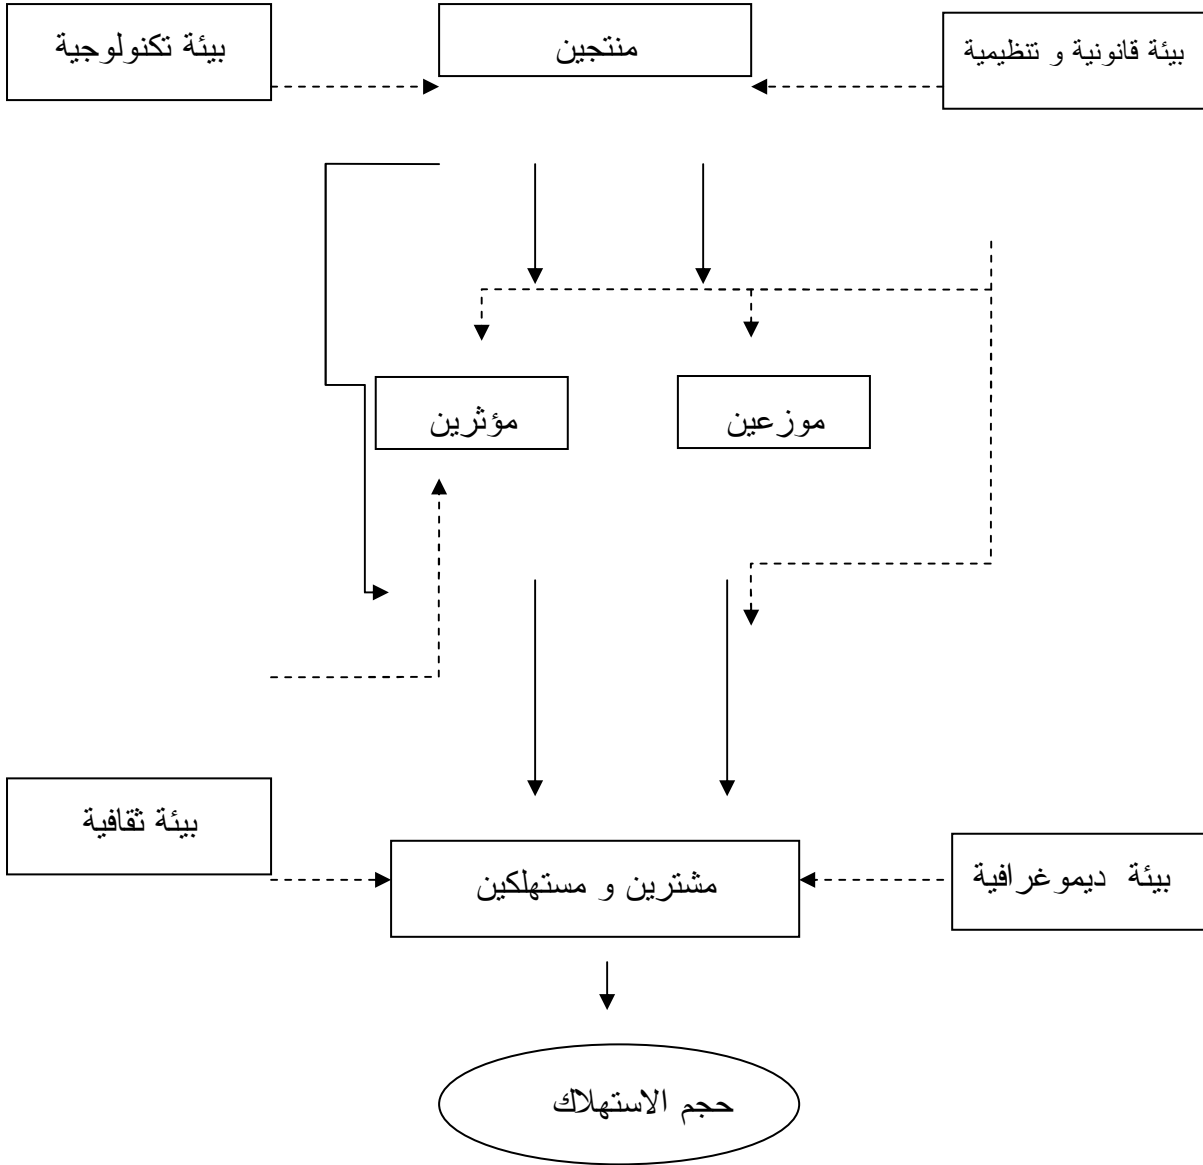 بيئة قانونية و تنظيمية
منتجين
بيئة تكنولوجية
موزعين
مؤثرين
بيئة ثقافية
بيئة ديموغرافية
مشترين و مستهلكين
حجم الاستهلاك